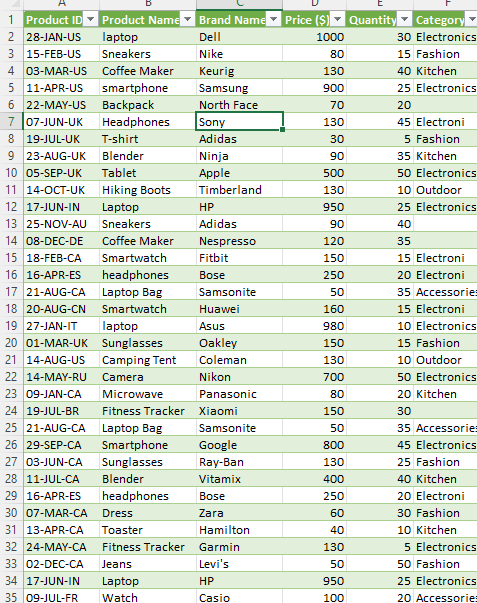 A B C D E F
1 Product ID Product Name Brand Name Price ($) Quantity Category
2 28-JAN-US laptop Dell 1000 30 Electronics
3 15-FEB-US Sneakers Nike 80 15 Fashion
4 03-MAR-US Coffee Maker Keurig 130 40 Kitchen
5 11-APR-US smartphone Samsung 900 25 Electronics
6 22-MAY-US Backpack North Face 70 20
7 07-JUN-UK Headphones Sony 130 45 Electroni
8 19-JUL-UK T-shirt Adidas 30 5 Fashion
9 23-AUG-UK Blender Ninja 90 35 Kitchen
10 05-SEP-UK Tablet Apple 500 50 Electronics
11 14-OCT-UK Hiking Boots Timberland 130 10 Outdoor
12 17-JUN-IN Laptop HP 950 25 Electronics
13 25-NOV-AU Sneakers Adidas 90 40
14 08-DEC-DE Coffee Maker Nespresso 120 35
15 18-FEB-CA Smartwatch Fitbit 150 15 Electroni
16 16-APR-ES headphones Bose 250 20 Electroni
17 21-AUG-CA Laptop Bag Samsonite 50 35 Accessorie
18 20-AUG-CN Smartwatch Huawei 160 15 Electroni
19 27-JAN-IT laptop Asus 980 10 Electronics
20 01-MAR-UK Sunglasses Oakley 150 15 Fashion
21 14-AUG-US Camping Tent Coleman 130 10 Outdoor
22 14-MAY-RU Camera Nikon 700 50 Electronics
23 09-JAN-CA Microwave Panasonic 80 20 Kitchen
24 19-JUL-BR Fitness Tracker Xiaomi 150 30
25 21-AUG-CA Laptop Bag Samsonite 50 35 Accessorie
26 29-SEP-CA Smartphone Google 800 45 Electronics
27 03-JUN-CA Sunglasses Ray-Ban 130 25 Fashion
28 11-JUL-CA Blender Vitamix 400 40 Kitchen
29 16-APR-ES headphones Bose 250 20 Electroni
30 07-MAR-CA Dress Zara 60 30 Fashion
31 13-APR-CA Toaster Hamilton 40 10 Kitchen
32 24-MAY-CA Fitness Tracker Garmin 130 5 Electronics
33 02-DEC-CA Jeans Levi's 50 50 Fashion
34 17-JUN-IN Laptop HP 950 25 Electronics
35 09-JUL-FR Watch Casio 100 20 Accessorie